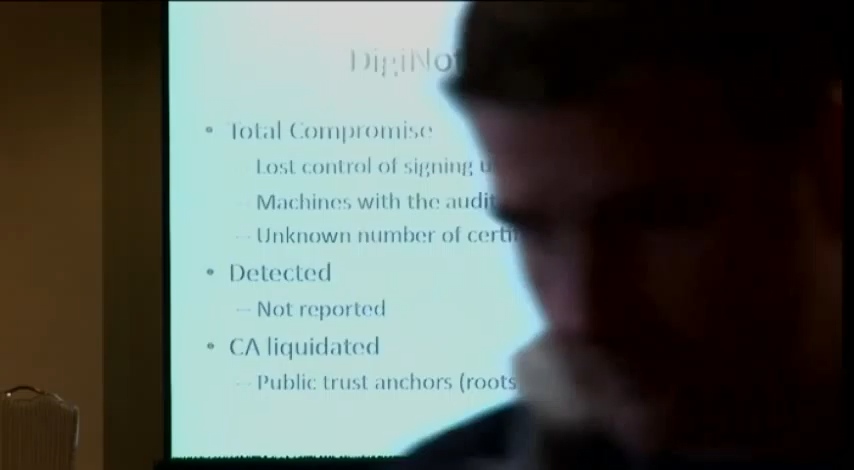 DigiNot
• Total Compromise
Lost control of signing
– Machines with the audit
– Unknown number of certif
• Detected
– Not reported
• CA liquidated
– Public trust anchors (roots